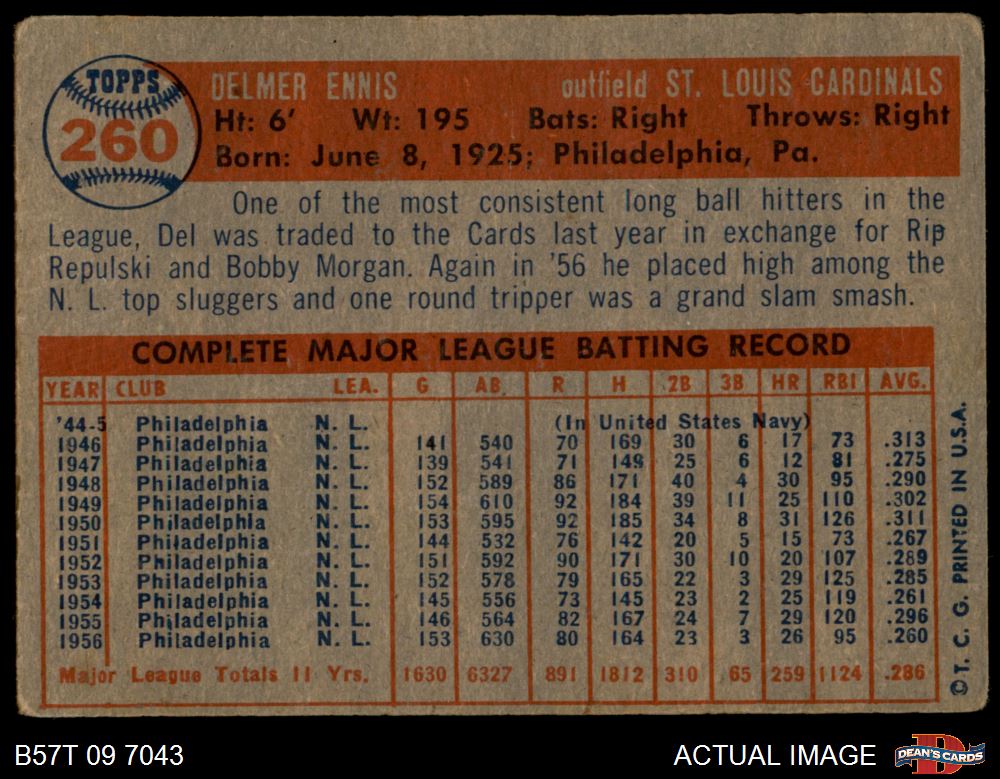 TOPPS
260
DELMER ENNIS outfield ST. LOUIS CARDINALS
Ht: 6' Wt: 195 Bats: Right Throws: Right
Born: June 8, 1925; Philadelphia, Pa.
One of the most consistent long ball hitters in the
League, Del was traded to the Cards last year in exchange for Rip
Repulski and Bobby Morgan. Again in '56 he placed high among the
N. L. top sluggers and one round tripper was a grand slam smash.
COMPLETE MAJOR LEAGUE BATTING RECORD
YEAR CLUB LEA. G AB. R H 2B 3B HR RBI AVG.
'44-5 Philadelphia N. L. (In United States Navy)
1946 Philadelphia N. L. 141 540 70 169 30 6 17 73 .313
1947 Philadelphia N. L. 139 541 71 149 25 6 12 81 .275
1948 Philadelphia N. L. 152 589 86 171 40 4 30 95 .290
1949 Philadelphia N. L. 154 610 92 184 39 11 25 110 .302
1950 Philadelphia N. L. 153 595 92 185 34 8 31 126 .311
1951 Philadelphia N. L. 144 532 76 142 20 5 15 73 .267
1952 Philadelphia N. L. 151 592 90 171 30 10 20 107 .289
1953 Philadelphia N. L. 152 578 79 165 22 3 29 125 .285
1954 Philadelphia N. L. 145 556 73 145 23 2 25 119 .261
1955 Philadelphia N. L. 146 564 82 167 24 7 29 120 .296
1956 Philadelphia N. L. 153 630 80 164 23 3 26 95 .260
Major League Totals 11 Yrs. 1630 6327 891 1812 310 65 259 1124 .286
© T. C. G. PRINTED IN U.S.A.
B57T 09 7043 ACTUAL IMAGE
DEAN'S CARDS